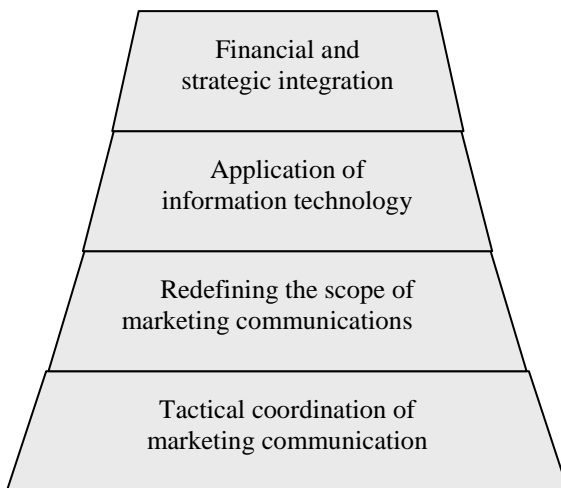 Financial and
strategic integration
Application of
information technology
Redefining the scope of
marketing communications
Tactical coordination of
marketing communication